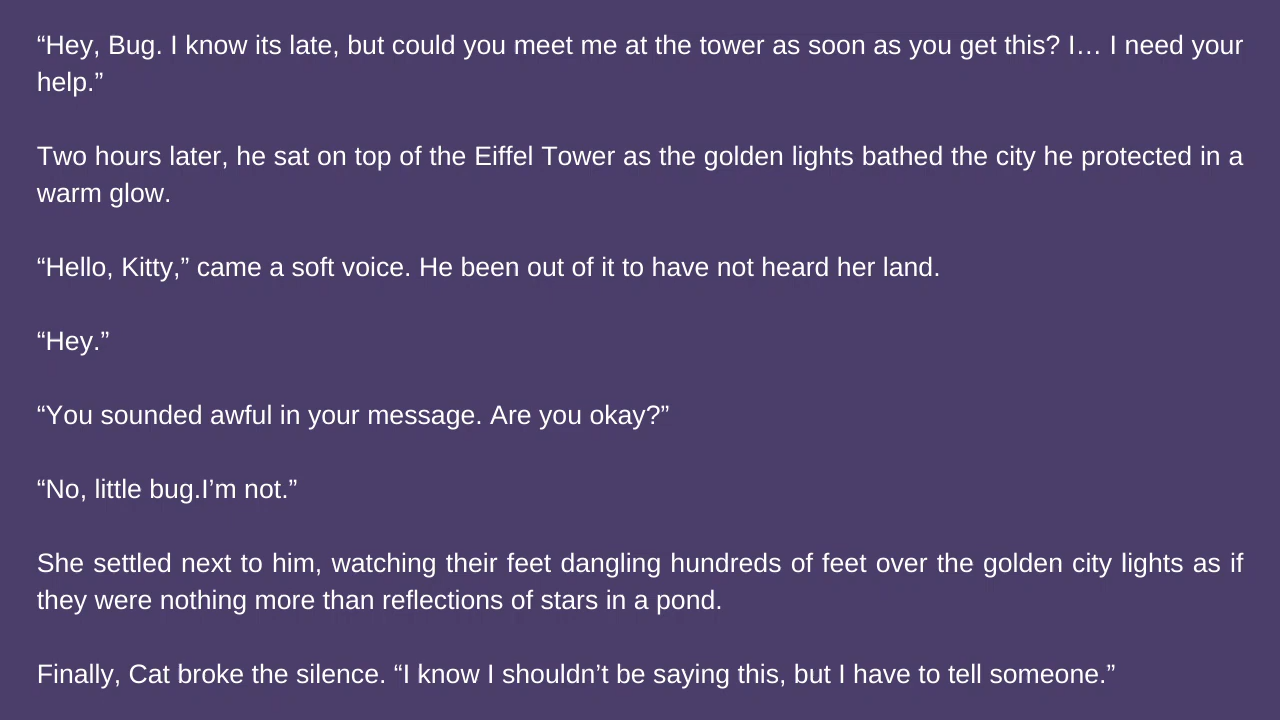 “Hey, Bug. I know its late, but could you meet me at the tower as soon as you get this? I… I need your
help.”
Two hours later, he sat on top of the Eiffel Tower as the golden lights bathed the city he protected in a
warm glow.
“Hello, Kitty,” came a soft voice. He been out of it to have not heard her land.
“Hey.”
“You sounded awful in your message. Are you okay?”
“No, little bug.I’m not.”
She settled next to him, watching their feet dangling hundreds of feet over the golden city lights as if
they were nothing more than reflections of stars in a pond.
Finally, Cat broke the silence. “I know I shouldn’t be saying this, but I have to tell someone.”